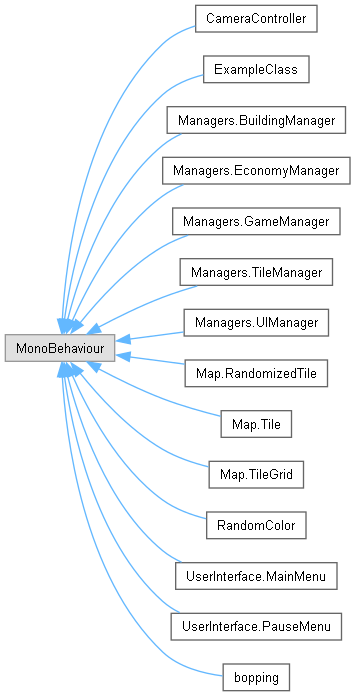 CameraController
ExampleClass
Managers.BuildingManager
Managers.EconomyManager
Managers.GameManager
Managers.TileManager
Managers.UIManager
MonoBehaviour
Map.RandomizedTile
Map.Tile
Map.TileGrid
RandomColor
UserInterface.MainMenu
UserInterface.PauseMenu
bopping